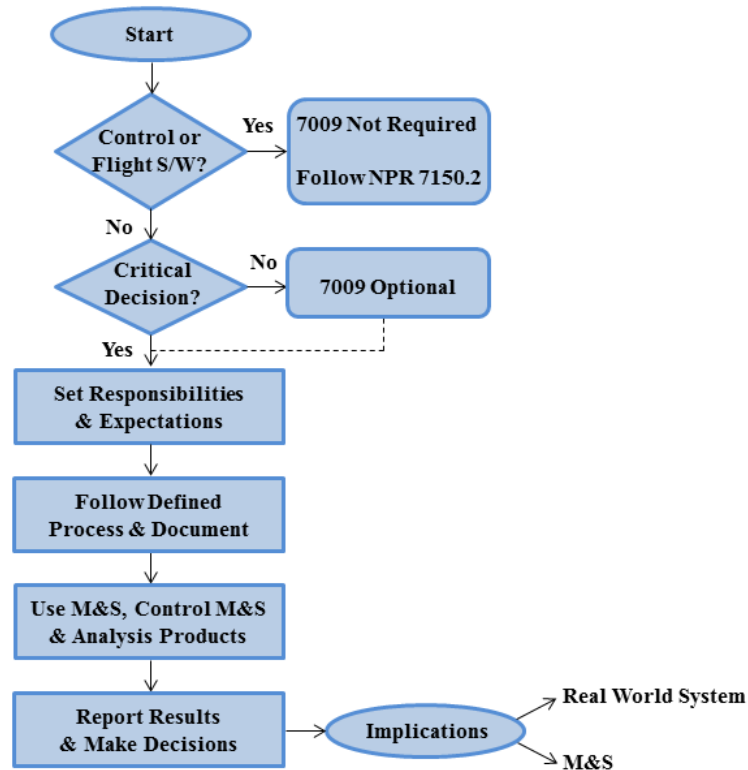 Start
Control or
Flight S/W?
Yes
7009 Not Required
Follow NPR 7150.2
No
Critical
Decision?
No
7009 Optional
Yes
Set Responsibilities
& Expectations
Follow Defined
Process & Document
Use M&S, Control M&S
& Analysis Products
Report Results
& Make Decisions
Implications
Real World System
M&S